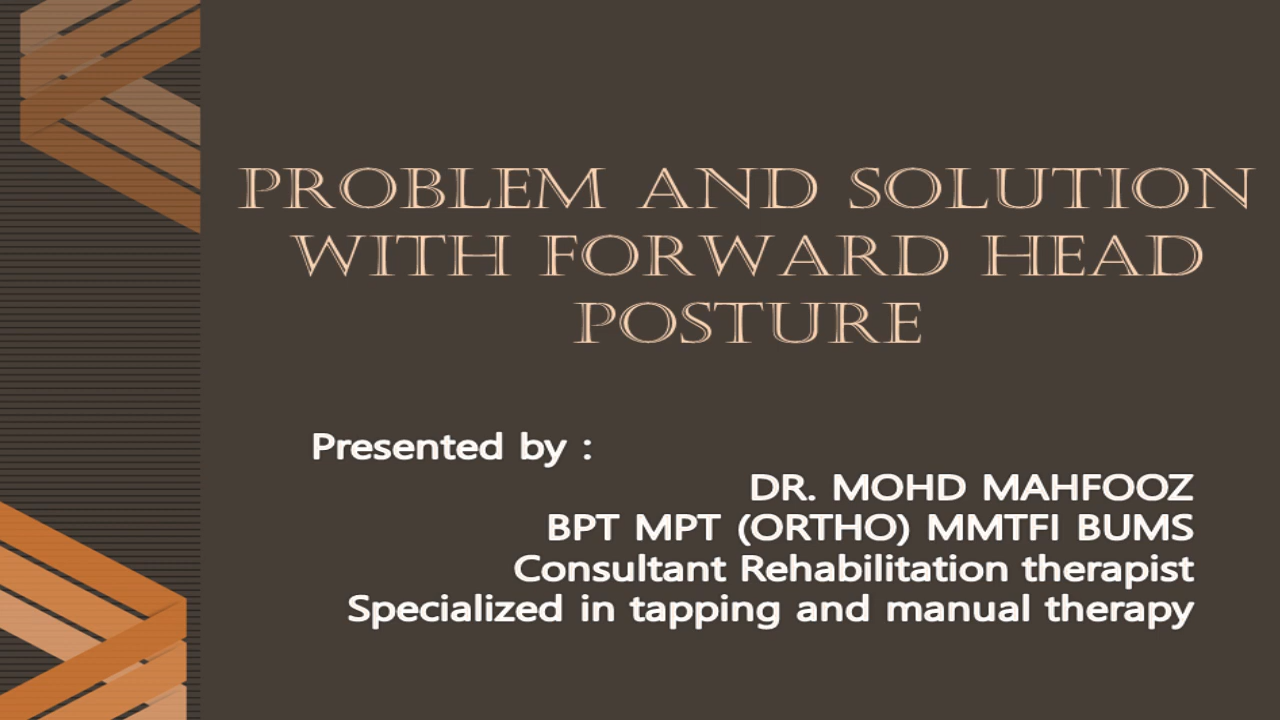 PROBLEM AND SOLUTION
WITH FORWARD HEAD
POSTURE
Presented by :
DR. MOHD MAHFOOZ
BPT MPT (ORTHO) MMTFI BUMS
Consultant Rehabilitation therapist
Specialized in tapping and manual therapy